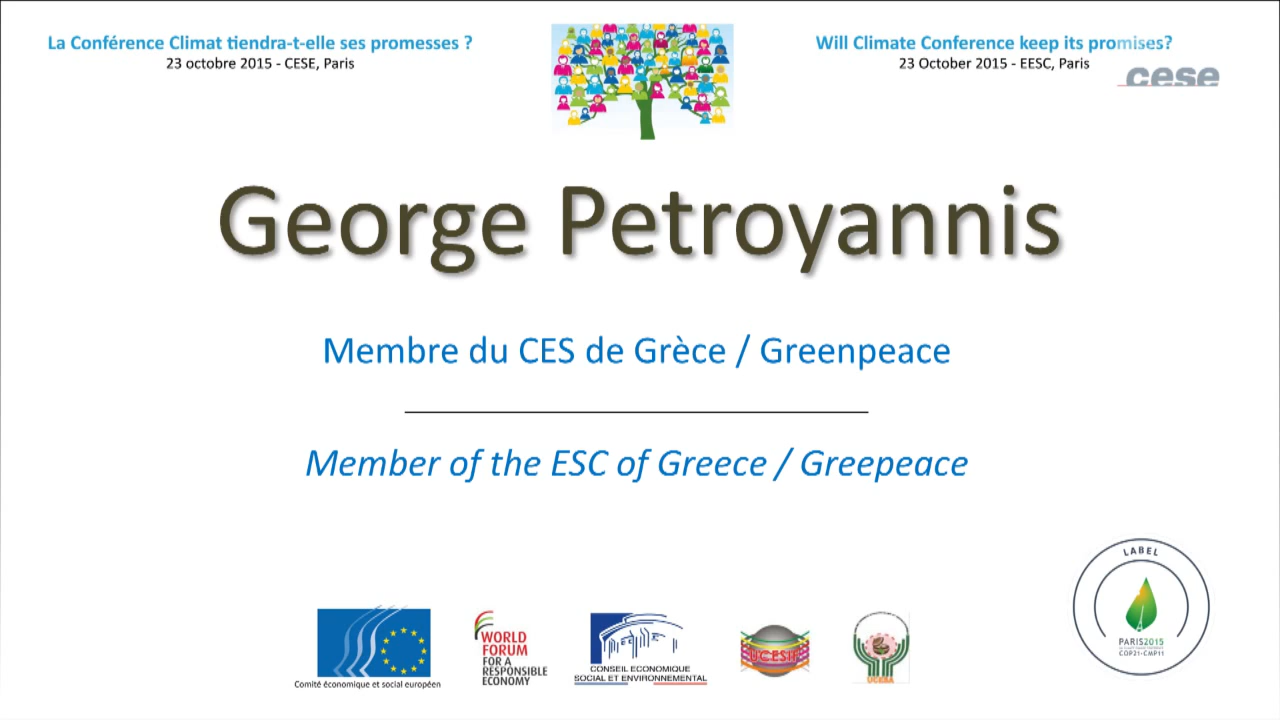 La Conférence Climat tiendra-t-elle ses promesses ?
23 octobre 2015 - CESE, Paris
Will Climate Conference keep its promises?
23 October 2015 - EESC, Paris
cese
George Petroyannis
Membre du CES de Grèce / Greenpeace
Member of the ESC of Greece / Greepeace
LABEL
PARIS2015
COP21·CMP11
Comité économique et social européen
WORLD
FORUM
FOR A
RESPONSIBLE
ECONOMY
CONSEIL ECONOMIQUE
SOCIAL ET ENVIRONNEMENTAL
UCESIF